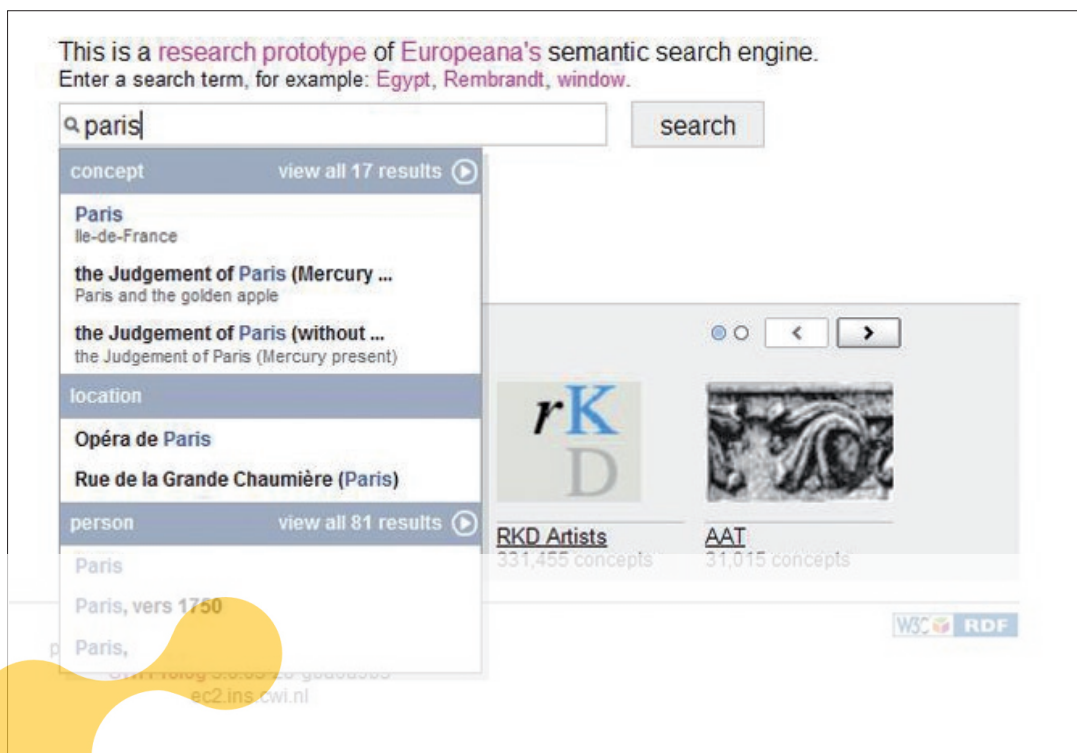 This is a research prototype of Europeana's semantic search engine.
Enter a search term, for example: Egypt, Rembrandt, window.
paris
search
concept view all 17 results
Paris
Ile-de-France
the Judgement of Paris (Mercury ...
Paris and the golden apple
the Judgement of Paris (without ...
the Judgement of Paris (Mercury present)
location
Opéra de Paris
Rue de la Grande Chaumière (Paris)
person view all 81 results
Paris
Paris, vers 1750
Paris,
rKD
RKD Artists
331,455 concepts
AAT
31,015 concepts
W3C RDF
ec2.ins.cwi.nl